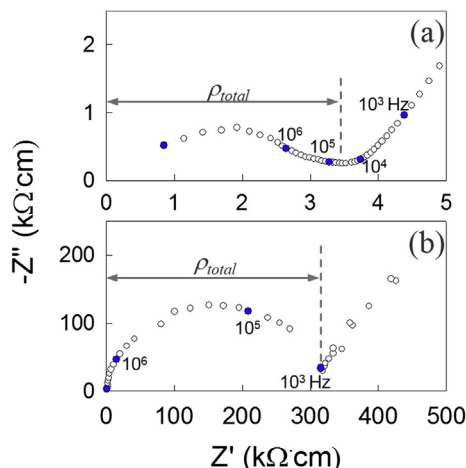 (a)
2
ρtotal
10³ Hz
1
10⁶
10⁵
10⁴
0
0 1 2 3 4 5
-Z" (kΩ·cm)
(b)
200
ρtotal
100
10⁵
10⁶
10³ Hz
0
0 100 200 300 400 500
Z' (kΩ·cm)